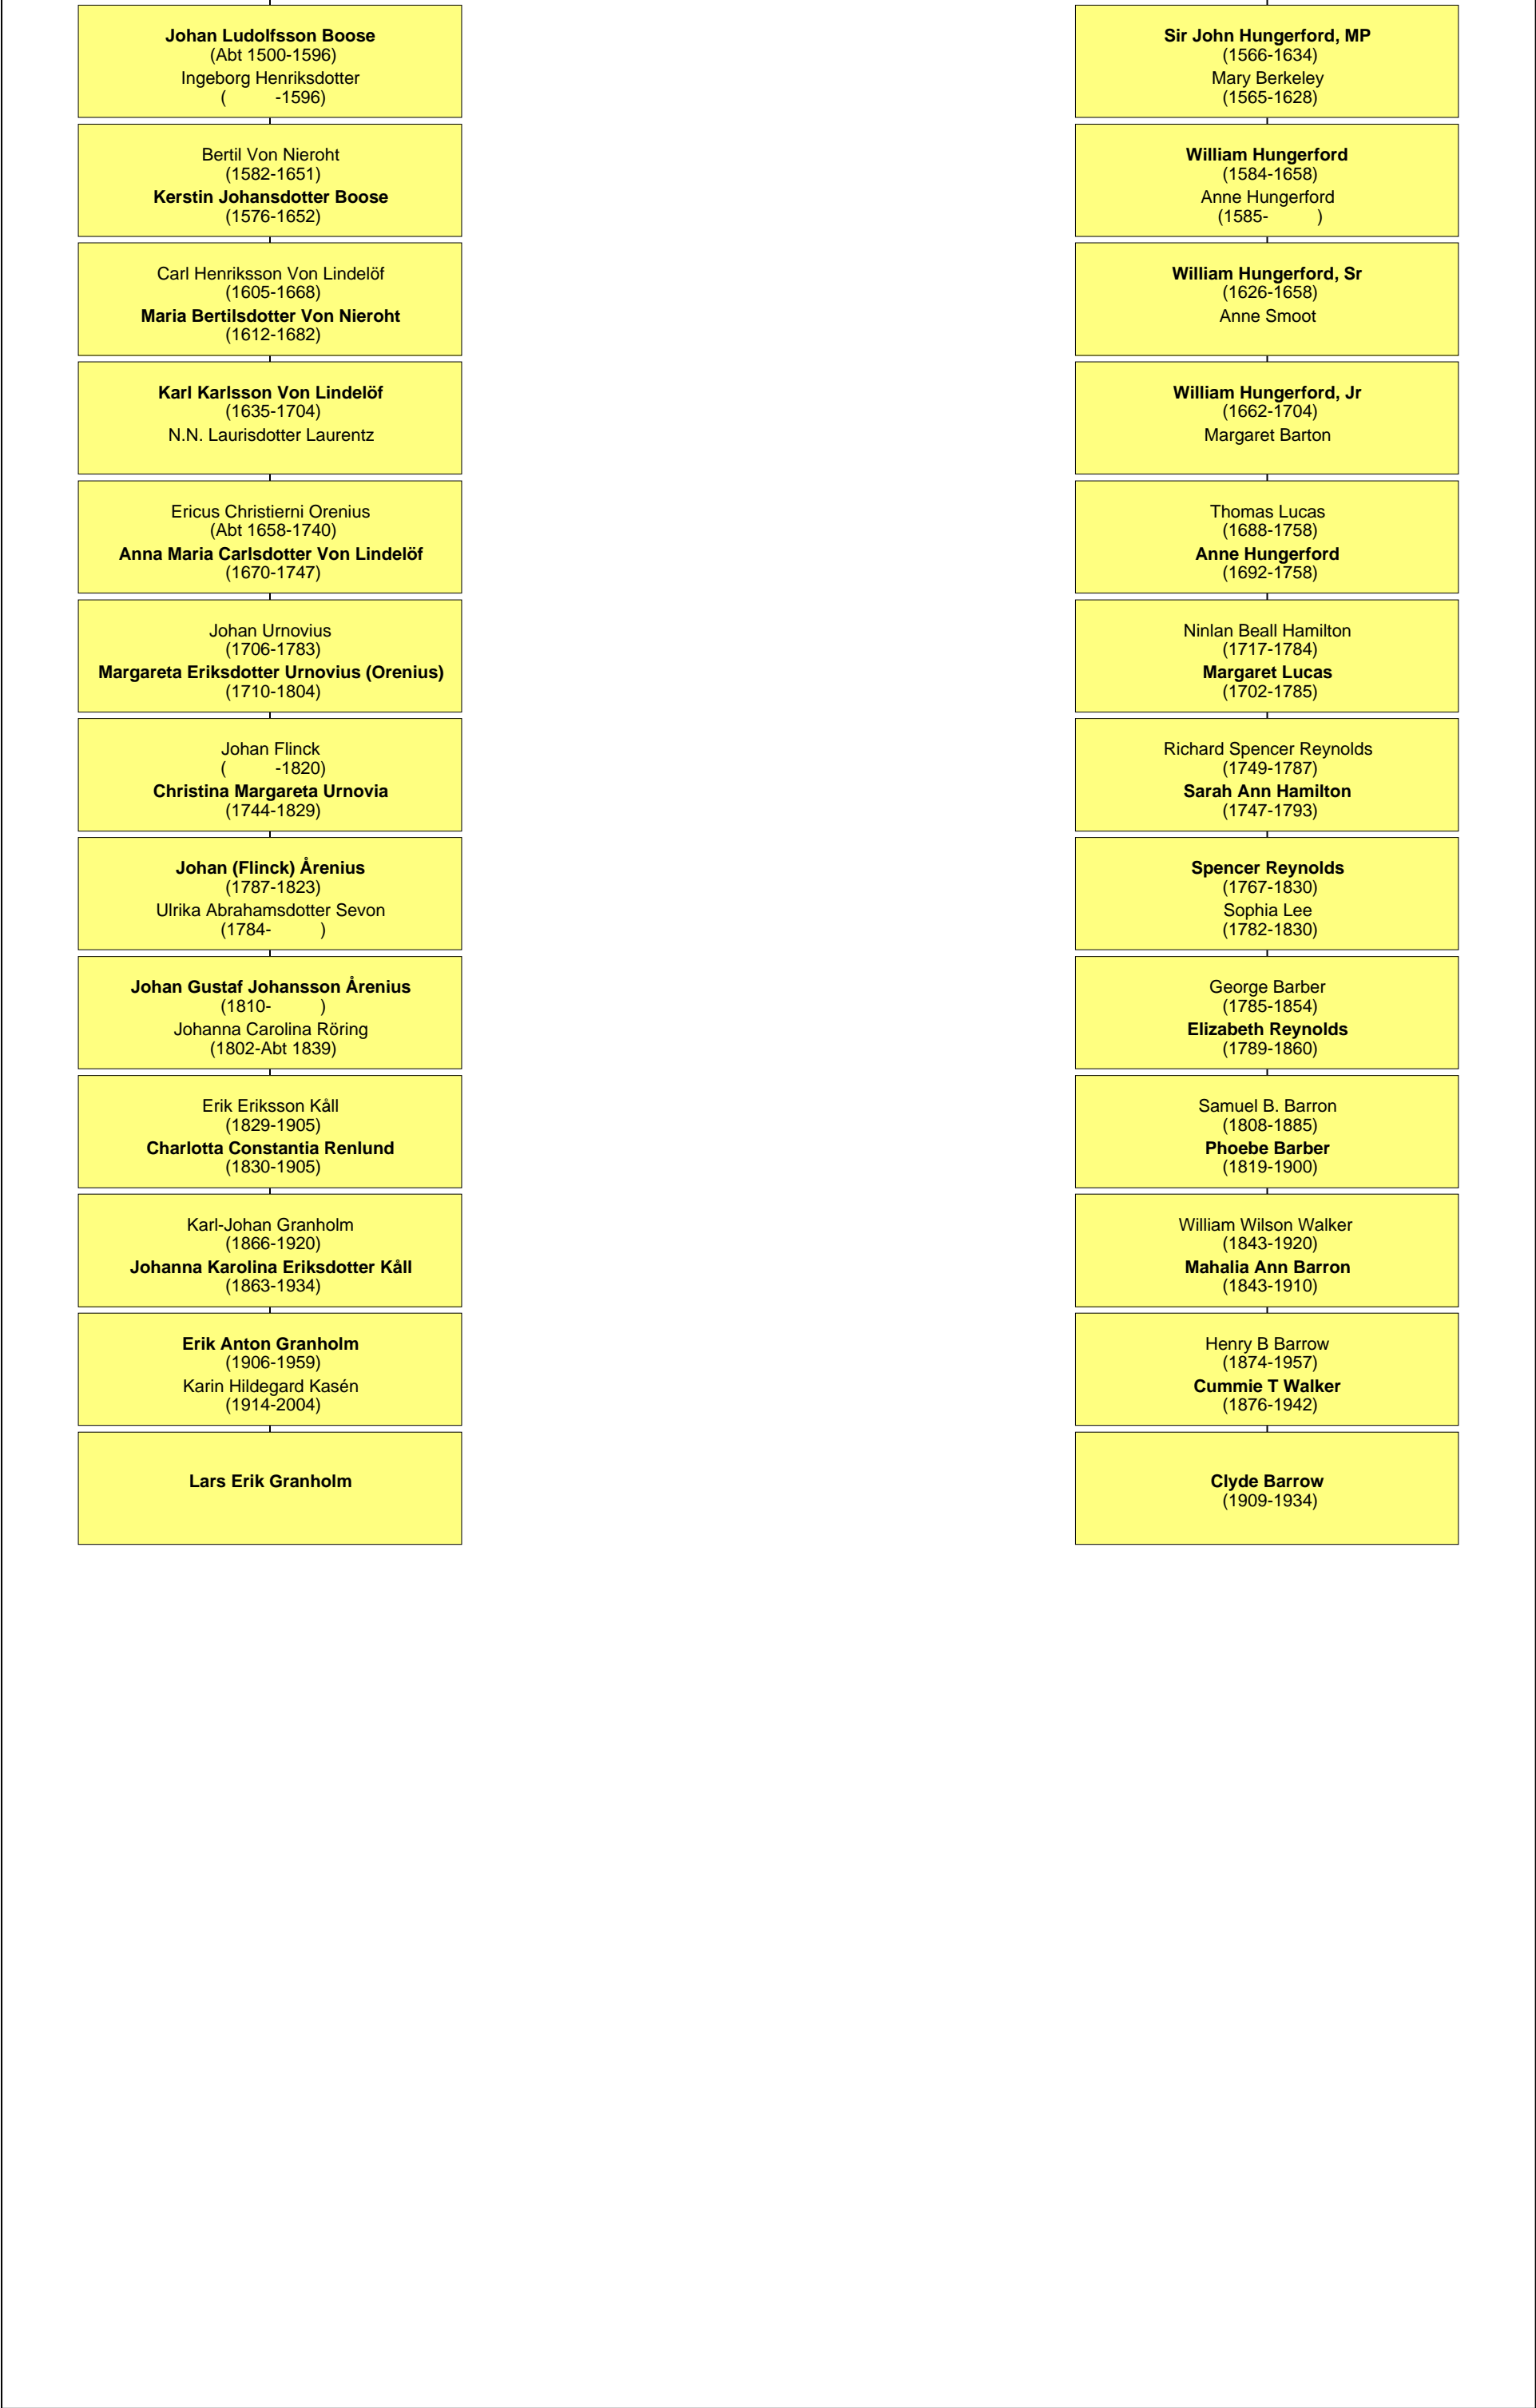 Johan Ludolfsson Boose
(Abt 1500-1596)
Ingeborg Henriksdotter
( -1596)
Bertil Von Nieroht
(1582-1651)
Kerstin Johansdotter Boose
(1576-1652)
Carl Henriksson Von Lindelöf
(1605-1668)
Maria Bertilsdotter Von Nieroht
(1612-1682)
Karl Karlsson Von Lindelöf
(1635-1704)
N.N. Laurisdotter Laurentz
Ericus Christierni Orenius
(Abt 1658-1740)
Anna Maria Carlsdotter Von Lindelöf
(1670-1747)
Johan Urnovius
(1706-1783)
Margareta Eriksdotter Urnovius (Orenius)
(1710-1804)
Johan Flinck
( -1820)
Christina Margareta Urnovia
(1744-1829)
Johan (Flinck) Årenius
(1787-1823)
Ulrika Abrahamsdotter Sevon
(1784- )
Johan Gustaf Johansson Årenius
(1810- )
Johanna Carolina Röring
(1802-Abt 1839)
Erik Eriksson Kåll
(1829-1905)
Charlotta Constantia Renlund
(1830-1905)
Karl-Johan Granholm
(1866-1920)
Johanna Karolina Eriksdotter Kåll
(1863-1934)
Erik Anton Granholm
(1906-1959)
Karin Hildegard Kasén
(1914-2004)
Lars Erik Granholm
Sir John Hungerford, MP
(1566-1634)
Mary Berkeley
(1565-1628)
William Hungerford
(1584-1658)
Anne Hungerford
(1585- )
William Hungerford, Sr
(1626-1658)
Anne Smoot
William Hungerford, Jr
(1662-1704)
Margaret Barton
Thomas Lucas
(1688-1758)
Anne Hungerford
(1692-1758)
Ninlan Beall Hamilton
(1717-1784)
Margaret Lucas
(1702-1785)
Richard Spencer Reynolds
(1749-1787)
Sarah Ann Hamilton
(1747-1793)
Spencer Reynolds
(1767-1830)
Sophia Lee
(1782-1830)
George Barber
(1785-1854)
Elizabeth Reynolds
(1789-1860)
Samuel B. Barron
(1808-1885)
Phoebe Barber
(1819-1900)
William Wilson Walker
(1843-1920)
Mahalia Ann Barron
(1843-1910)
Henry B Barrow
(1874-1957)
Cummie T Walker
(1876-1942)
Clyde Barrow
(1909-1934)